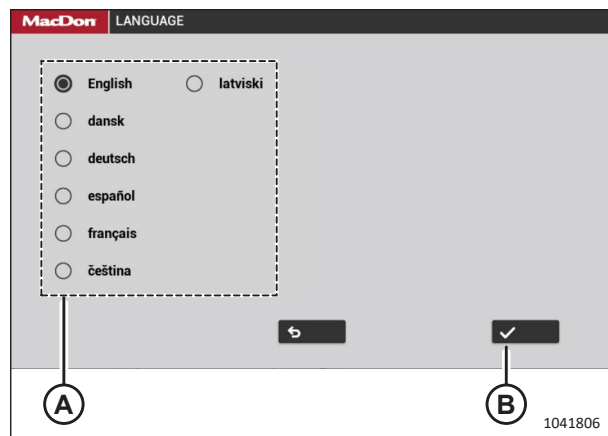 MacDon LANGUAGE
English latviski
dansk
deutsch
español
français
čeština
A B
1041806